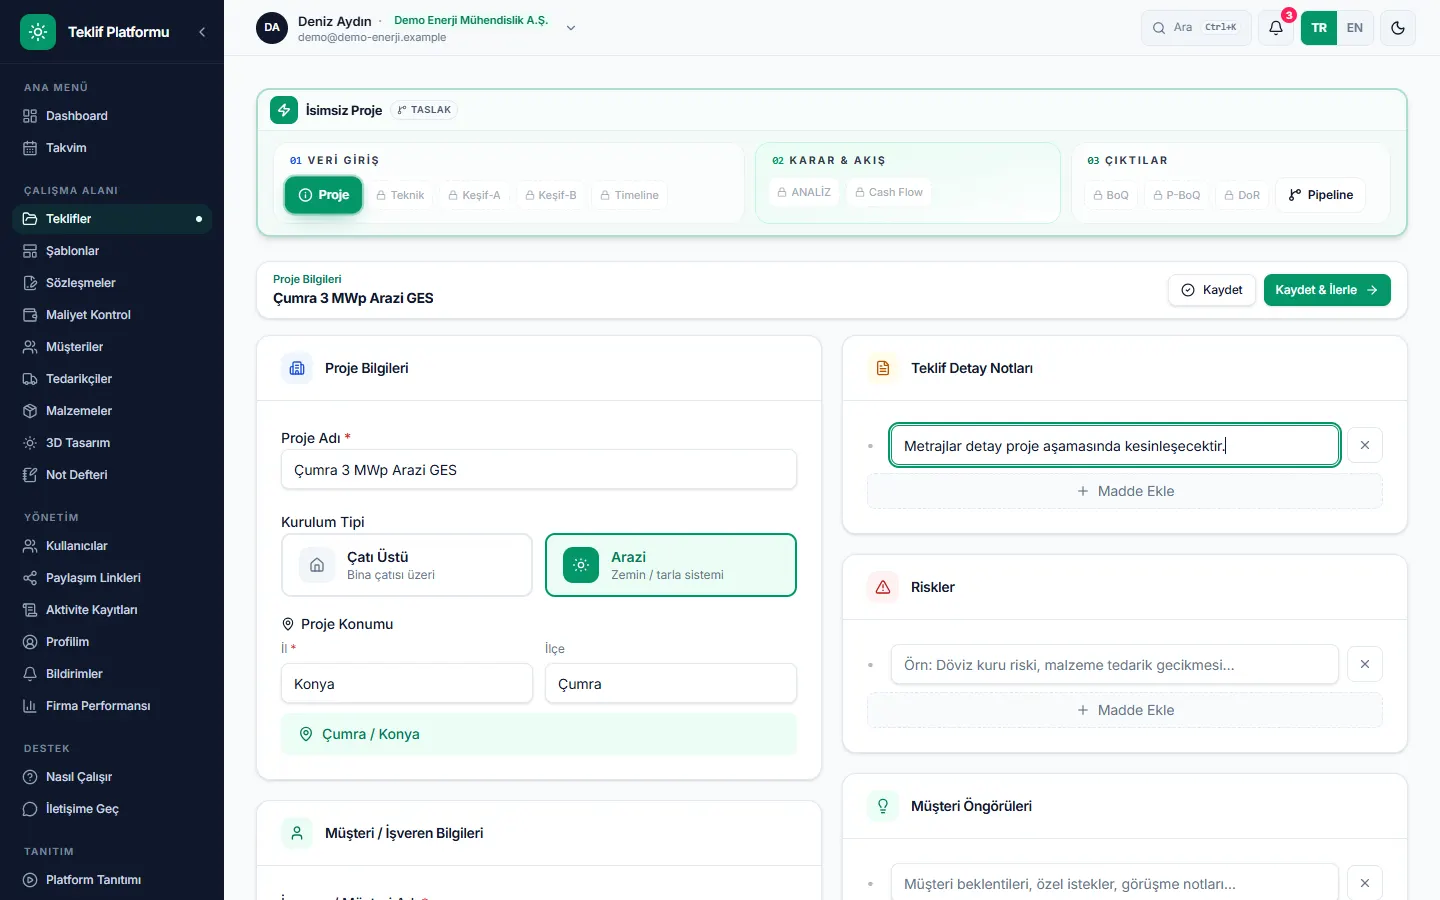 Teklif Platformu
ANA MENÜ
Dashboard
Takvim
ÇALIŞMA ALANI
Teklifler
Şablonlar
Sözleşmeler
Maliyet Kontrol
Müşteriler
Tedarikçiler
Malzemeler
3D Tasarım
Not Defteri
YÖNETİM
Kullanıcılar
Paylaşım Linkleri
Aktivite Kayıtları
Profilim
Bildirimler
Firma Performansı
DESTEK
Nasıl Çalışır
İletişime Geç
TANITIM
Platform Tanıtımı
DA
Deniz Aydın · Demo Enerji Mühendislik A.Ş.
demo@demo-enerji.example
Ara Ctrl+K
3
TR EN
İsimsiz Proje TASLAK
01 VERİ GİRİŞ
Proje Teknik Keşif-A Keşif-B Timeline
02 KARAR & AKIŞ
ANALİZ Cash Flow
03 ÇIKTILAR
BoQ P-BoQ DoR Pipeline
Proje Bilgileri
Çumra 3 MWp Arazi GES
Kaydet Kaydet & İlerle
Proje Bilgileri
Proje Adı *
Çumra 3 MWp Arazi GES
Kurulum Tipi
Çatı Üstü
Bina çatısı üzeri
Arazi
Zemin / tarla sistemi
Proje Konumu
İl * İlçe
Konya Çumra
Çumra / Konya
Müşteri / İşveren Bilgileri
Teklif Detay Notları
Metrajlar detay proje aşamasında kesinleşecektir.
Madde Ekle
Riskler
Örn: Döviz kuru riski, malzeme tedarik gecikmesi...
Madde Ekle
Müşteri Öngörüleri
Müşteri beklentileri, özel istekler, görüşme notları...